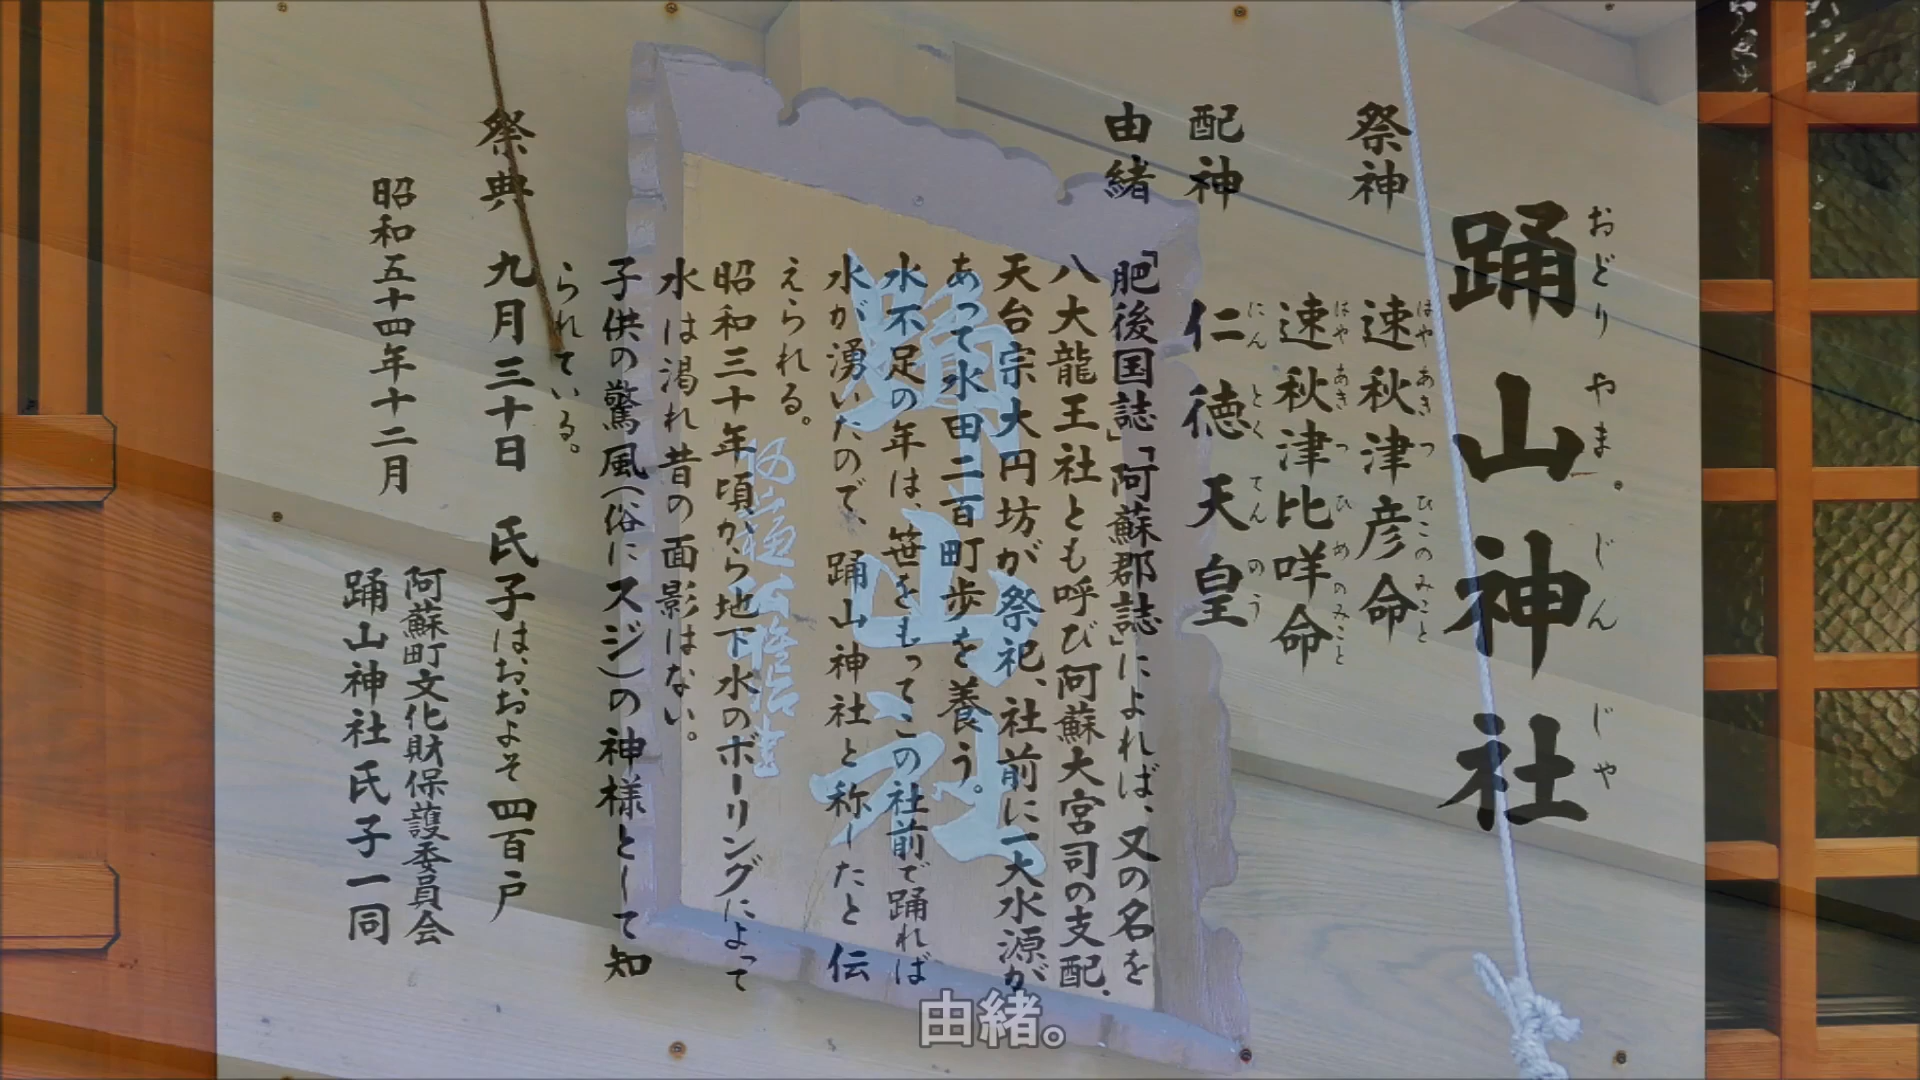 踊山神社
おどりやまじんじゃ
祭神 速秋津彦命
はやあきつひこのみこと
速秋津比咩命
はやあきつひめのみこと
配神 仁徳天皇
にんとくてんのう
由緒 「肥後国誌」「阿蘇郡誌」によれば、又の名を
八大龍王社とも呼び阿蘇大宮司の支配、
天台宗大円坊が祭祀、社前に一大水源が
あって水田二百町歩を養う。
水不足の年は、笹をもってこの社前で踊れば
水が湧いたので、踊山神社と称したと伝
えられる。
昭和三十年頃から地下水のボーリングによって
水は渇れ昔の面影はない。
子供の驚風(俗にスジ)の神様として知
られている。
祭典 九月三十日 氏子はおおよそ四百戸
昭和五十四年十二月
阿蘇町文化財保護委員会
踊山神社氏子一同
踊山神社
由緒。